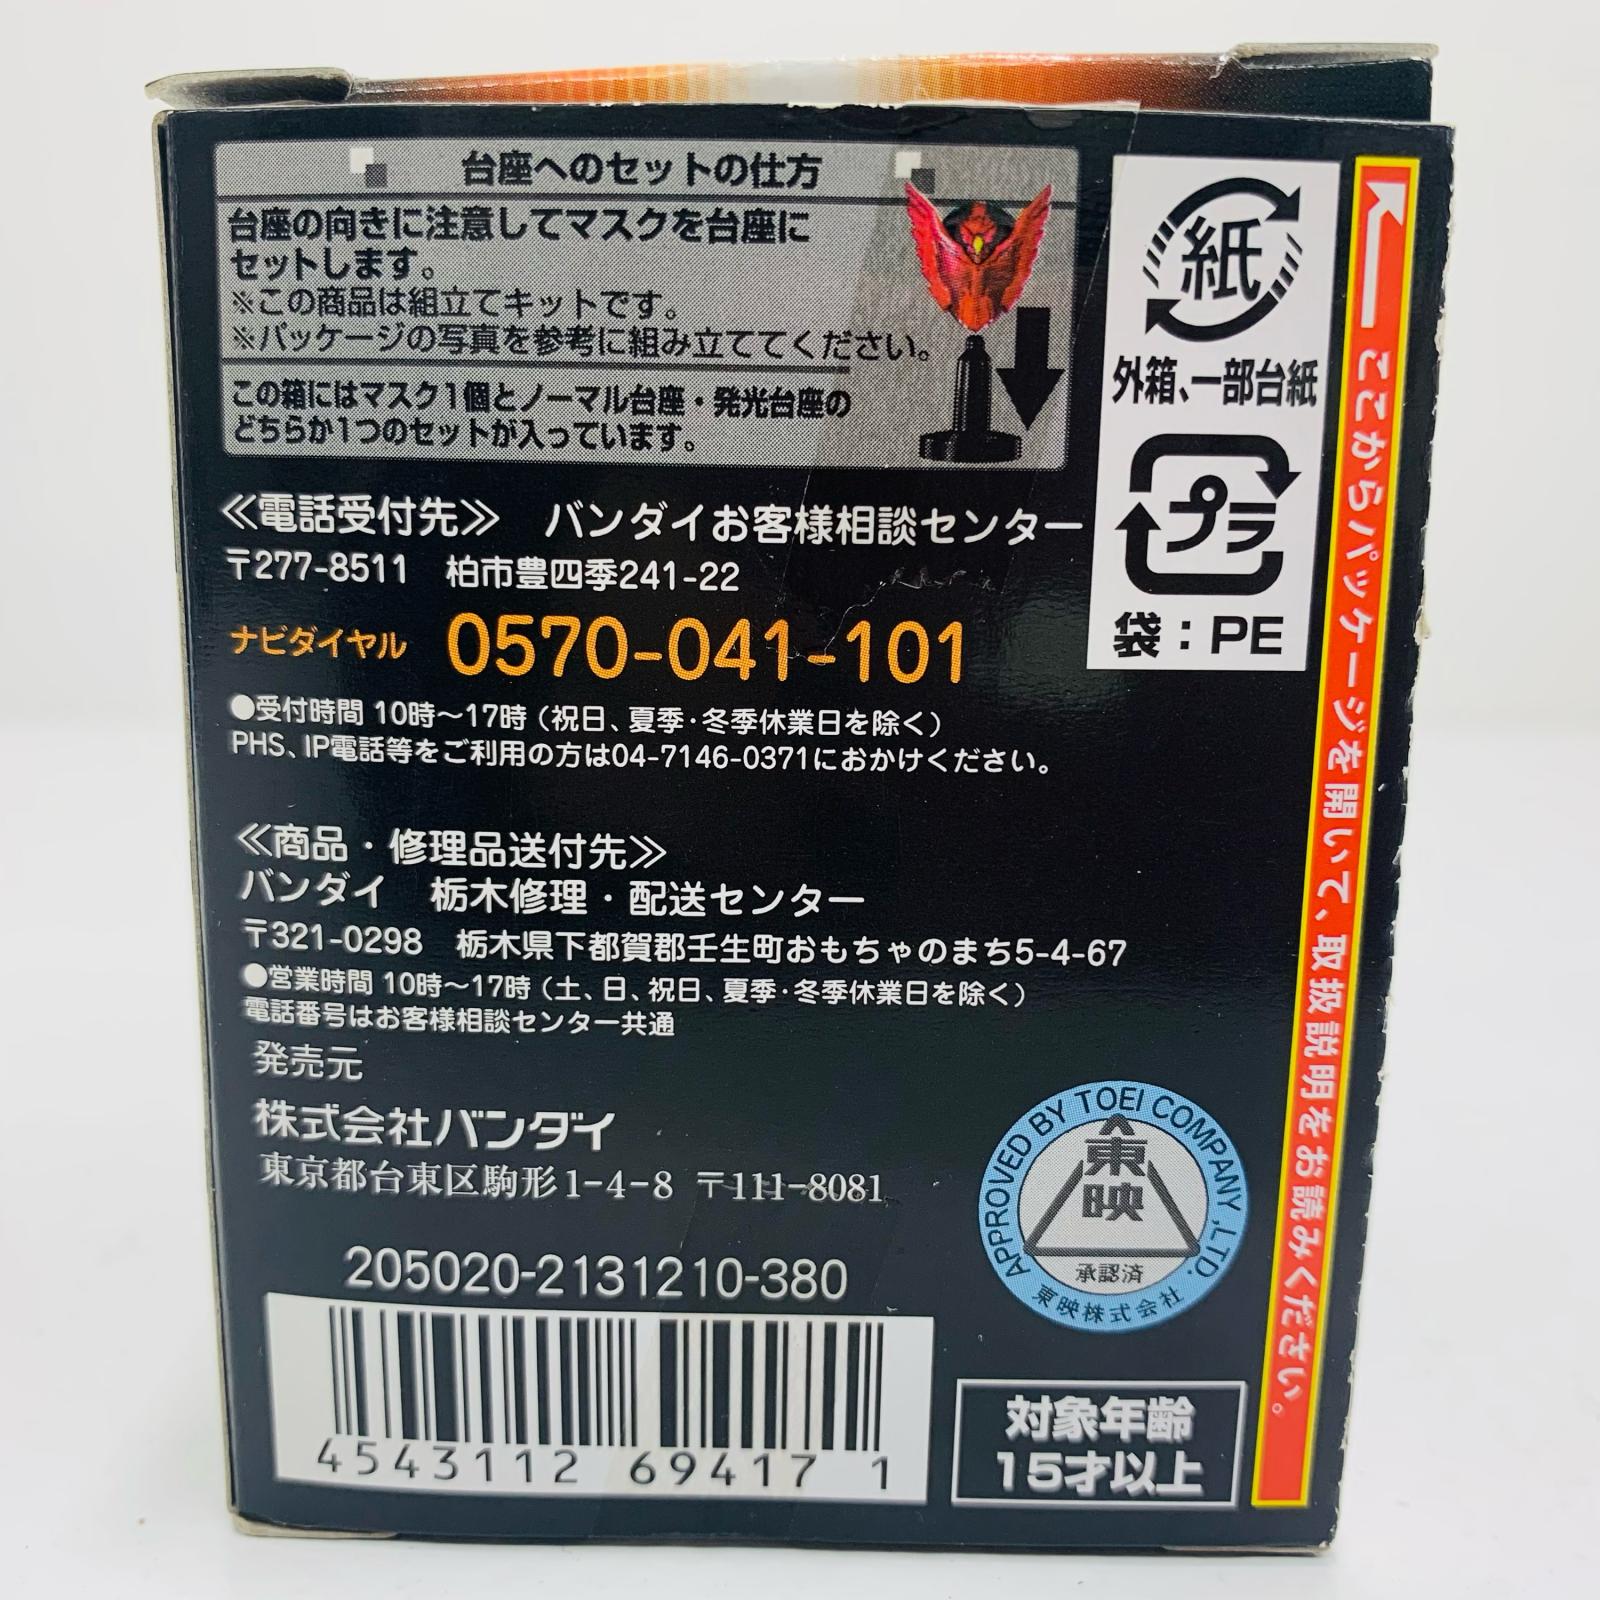 台座へのセットの仕方
台座の向きに注意してマスクを台座に
セットします。
※この商品は組立てキットです。
※パッケージの写真を参考に組み立ててください。
この箱にはマスク1個とノーマル台座・発光台座の
どちらか1つのセットが入っています。
紙
外箱、一部台紙
プラ
袋：PE
ここからパッケージを開いて、取扱説明をお読みください。
≪電話受付先≫ バンダイお客様相談センター
〒277-8511 柏市豊四季241-22
ナビダイヤル 0570-041-101
●受付時間 10時～17時（祝日、夏季・冬季休業日を除く）
PHS、IP電話等をご利用の方は04-7146-0371におかけください。
≪商品・修理品送付先≫
バンダイ 栃木修理・配送センター
〒321-0298 栃木県下都賀郡壬生町おもちゃのまち5-4-67
●営業時間 10時～17時（土、日、祝日、夏季・冬季休業日を除く）
電話番号はお客様相談センター共通
発売元
株式会社バンダイ
東京都台東区駒形1-4-8 〒111-8081
205020-2131210-380
4543112 694171
APPROVED BY TOEI COMPANY, LTD.
東映
承認済
東映株式会社
対象年齢
15才以上